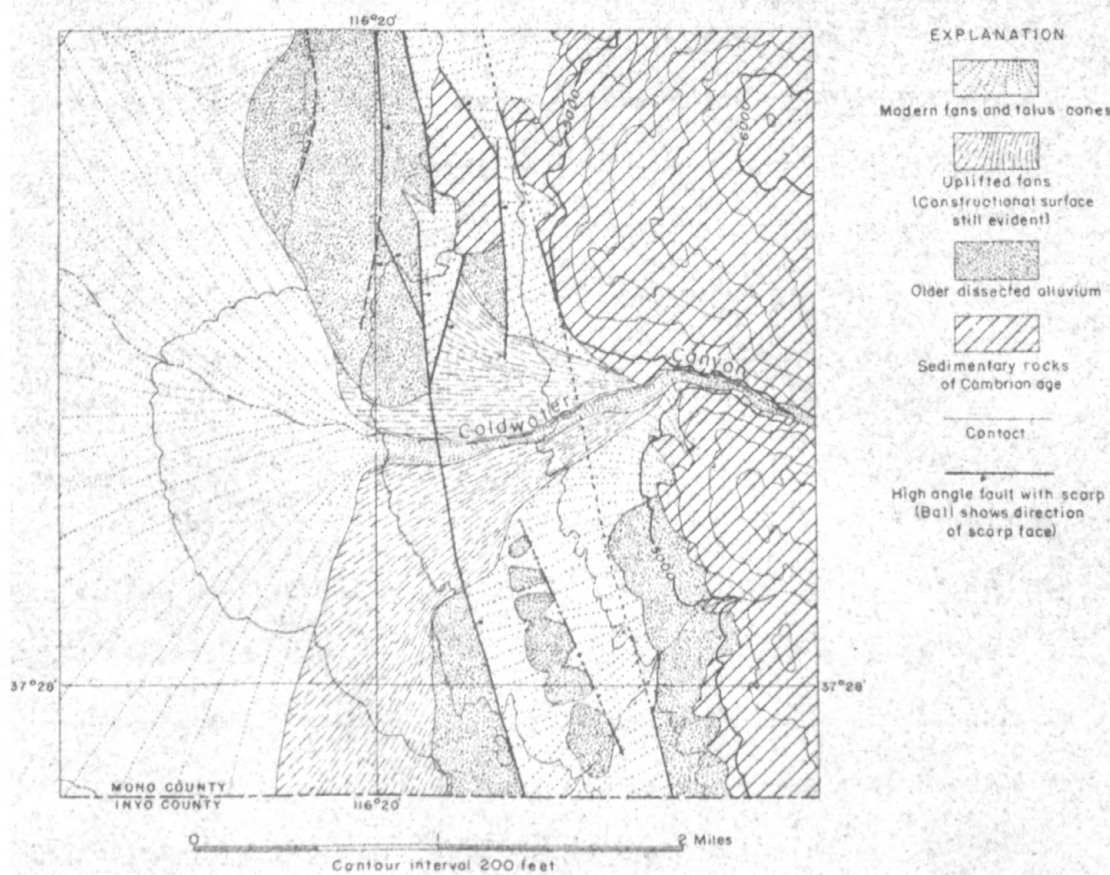 116°20'
EXPLANATION
Modern fans and talus cones
Uplifted fans
(Constructional surface
still evident)
Older dissected alluvium
Sedimentary rocks
of Cambrian age
Contact
High angle fault with scarp
(Ball shows direction
of scarp face)
5000
6000
Coldwater Canyon
5000
37°28'
37°28'
MONO COUNTY
INYO COUNTY
116°20'
0 1 2 Miles
Contour interval 200 feet